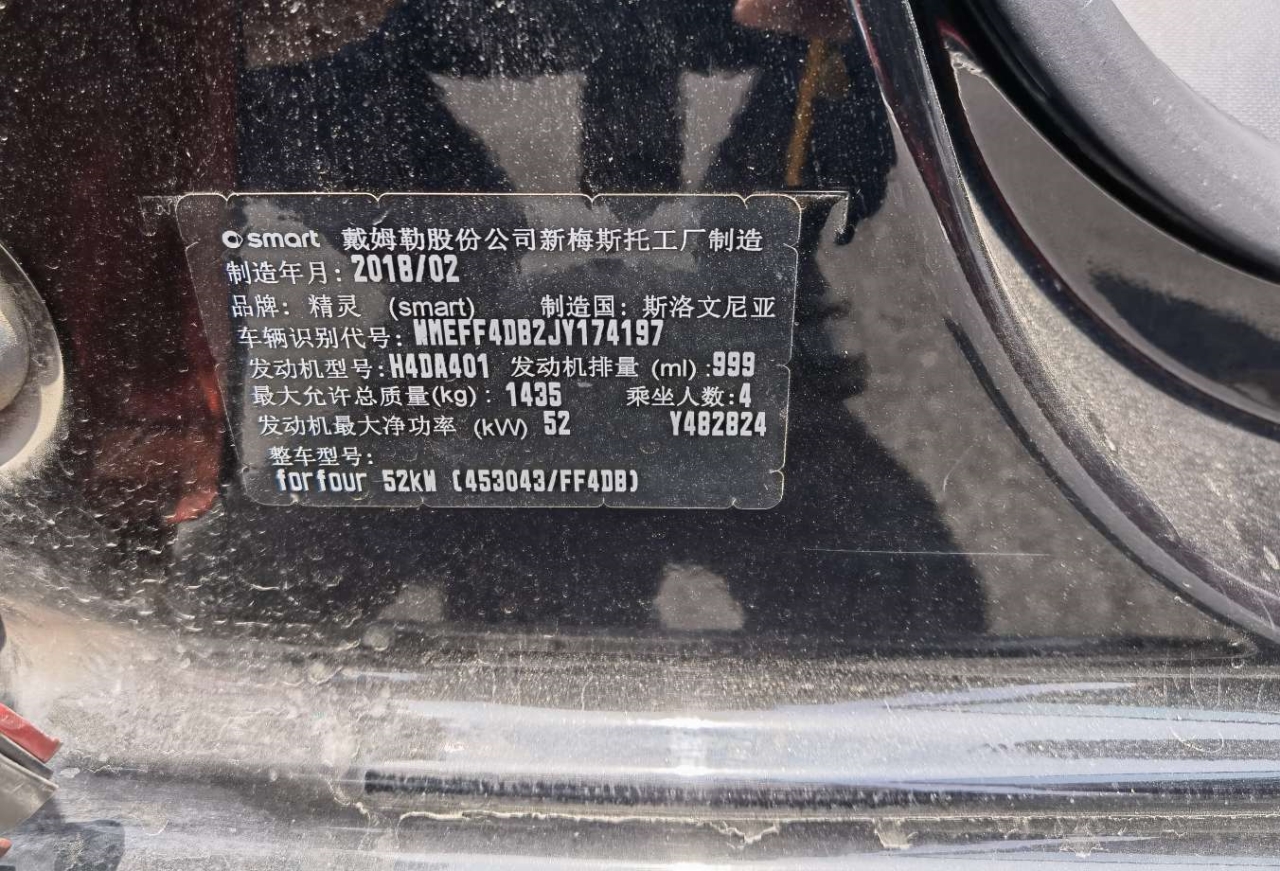 smart 戴姆勒股份公司新梅斯托工厂制造
制造年月: 2018/02
品牌: 精灵 (smart) 制造国: 斯洛文尼亚
车辆识别代号: WMEFF4DB2JY174197
发动机型号: H4DA401 发动机排量 (ml) :999
最大允许总质量(kg): 1435 乘坐人数:4
发动机最大净功率 (kW) 52 Y482824
整车型号:
forfour 52kW (453043/FF4DB)